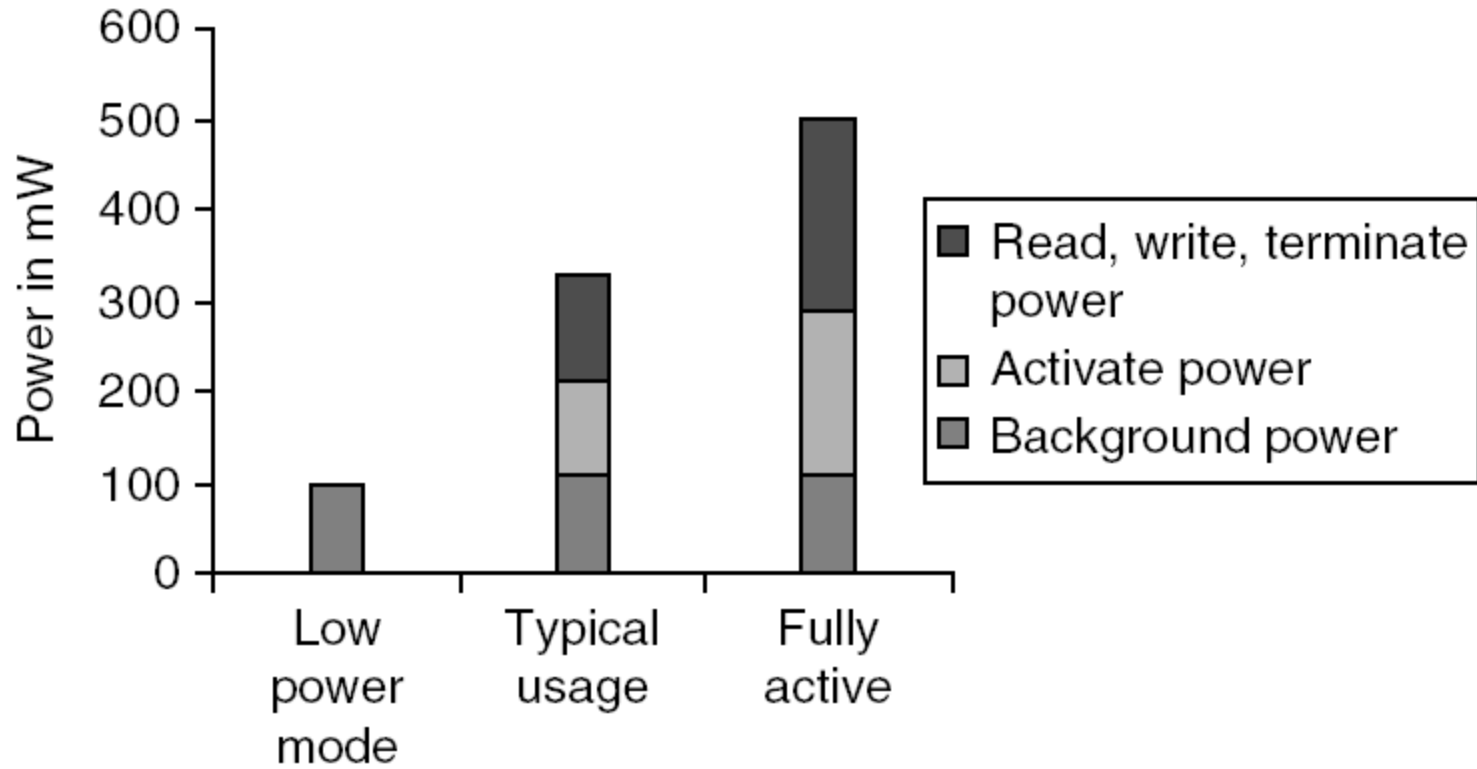 600
500
400
300
200
100
0
Power in mW
Low
power
mode
Typical
usage
Fully
active
Read, write, terminate
power
Activate power
Background power